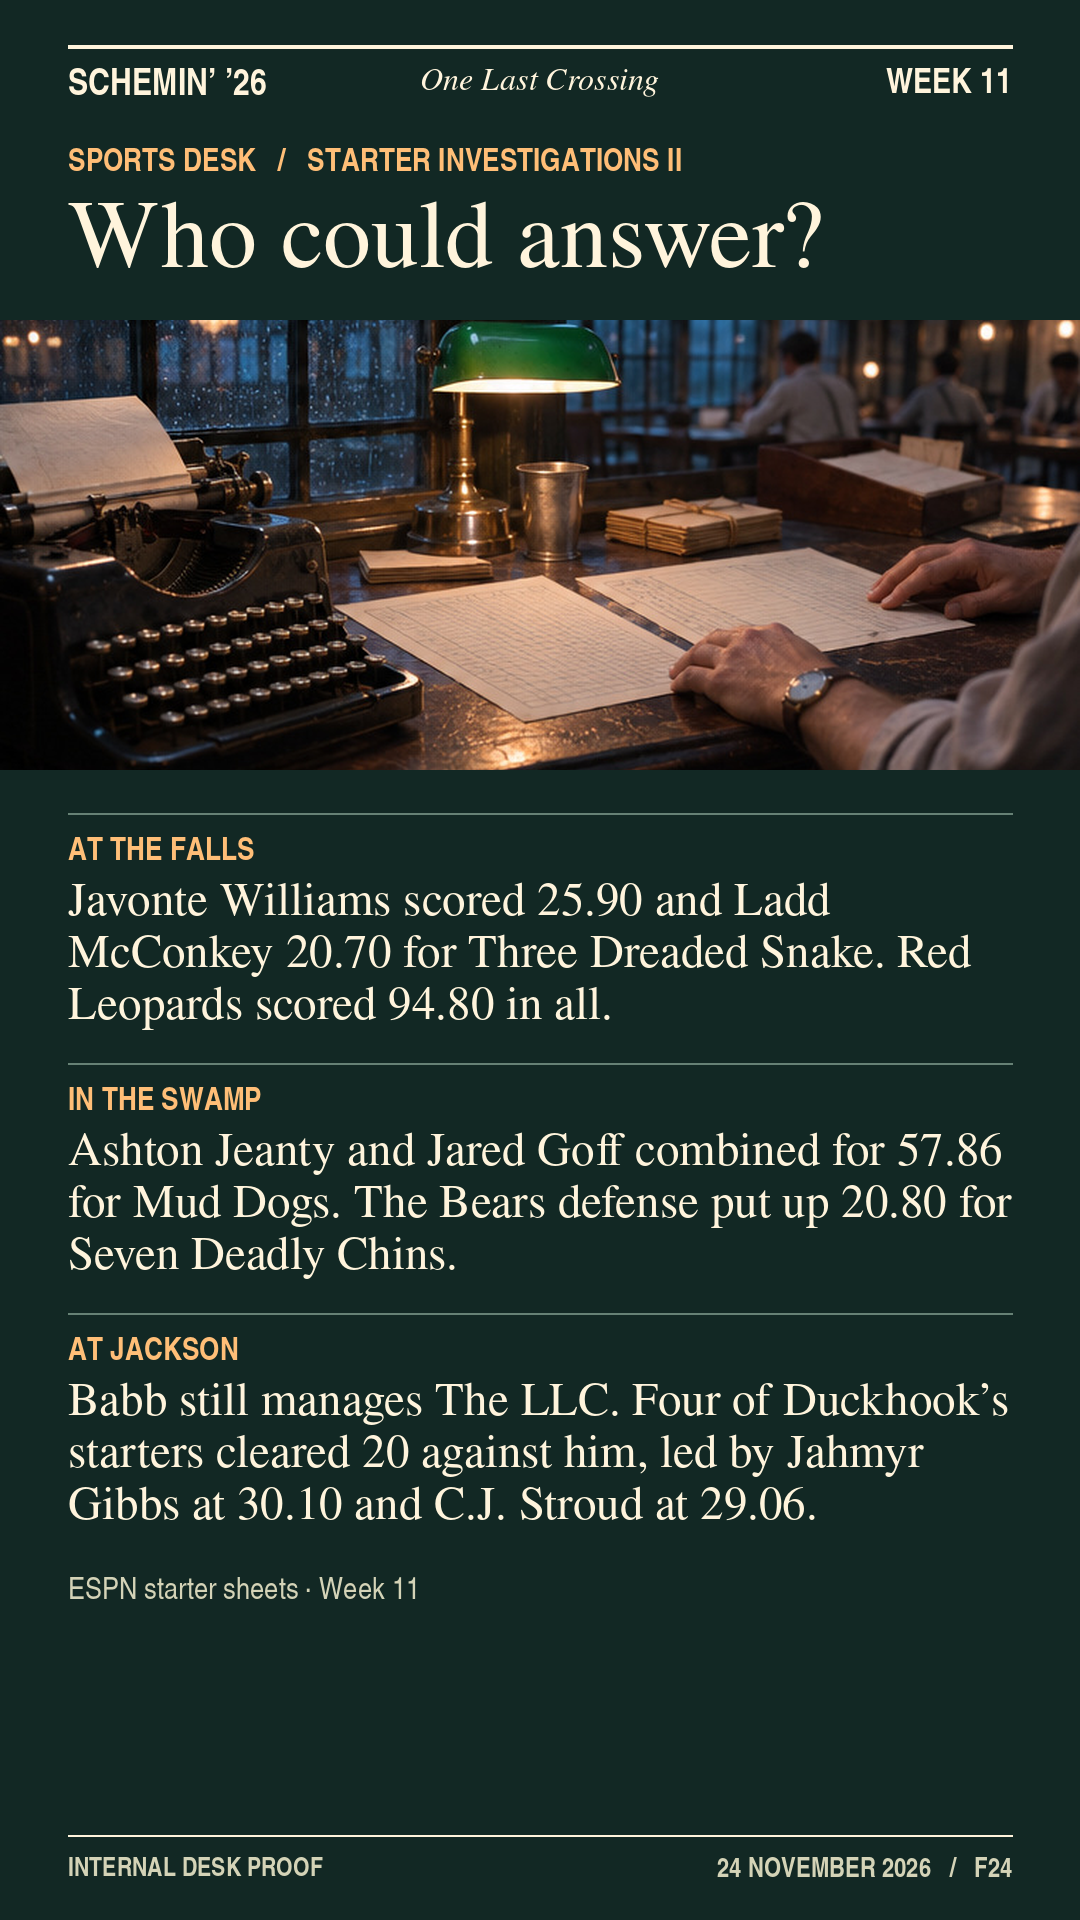 SCHEMIN’ ’26
One Last Crossing
WEEK 11
SPORTS DESK / STARTER INVESTIGATIONS II
Who could answer?
AT THE FALLS
Javonte Williams scored 25.90 and Ladd
McConkey 20.70 for Three Dreaded Snake. Red
Leopards scored 94.80 in all.
IN THE SWAMP
Ashton Jeanty and Jared Goff combined for 57.86
for Mud Dogs. The Bears defense put up 20.80 for
Seven Deadly Chins.
AT JACKSON
Babb still manages The LLC. Four of Duckhook’s
starters cleared 20 against him, led by Jahmyr
Gibbs at 30.10 and C.J. Stroud at 29.06.
ESPN starter sheets · Week 11
INTERNAL DESK PROOF
24 NOVEMBER 2026 / F24